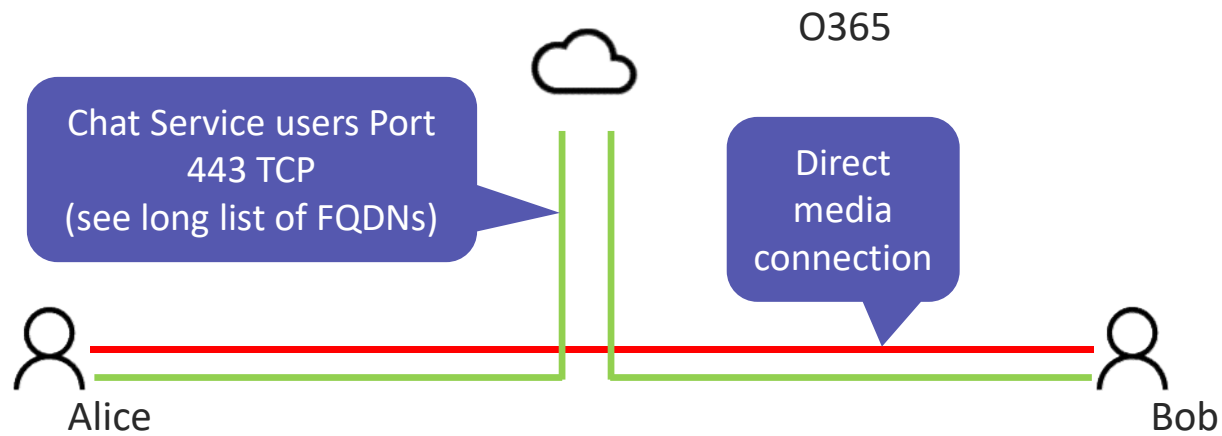 O365
Chat Service users Port
443 TCP
(see long list of FQDNs)
Direct
media
connection
Alice
Bob